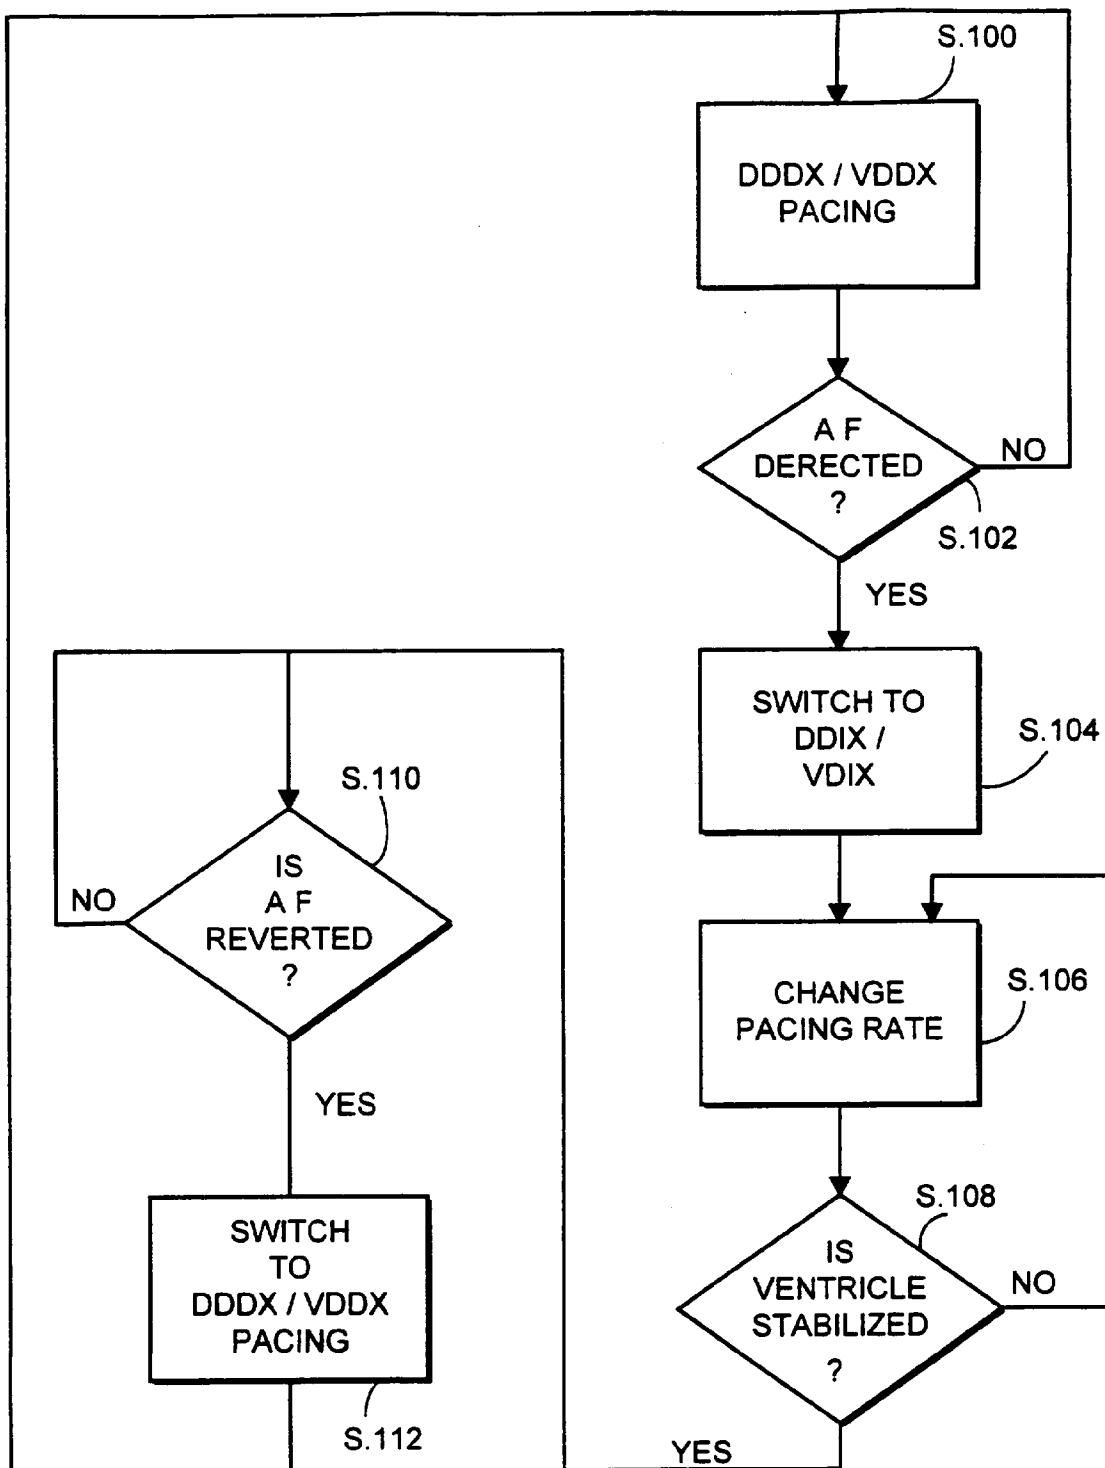 S.100
DDDX / VDDX
PACING
A F
DERECTED
?
NO
S.102
YES
SWITCH TO
DDIX /
VDIX
S.104
CHANGE
PACING RATE
S.106
S.108
IS
VENTRICLE
STABILIZED
?
NO
YES
S.110
IS
A F
REVERTED
?
NO
YES
SWITCH
TO
DDDX / VDDX
PACING
S.112